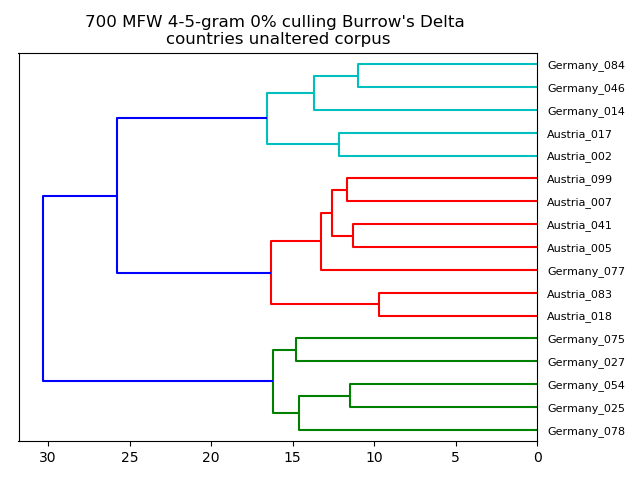 700 MFW 4-5-gram 0% culling Burrow's Delta
countries unaltered corpus
Germany_084
Germany_046
Germany_014
Austria_017
Austria_002
Austria_099
Austria_007
Austria_041
Austria_005
Germany_077
Austria_083
Austria_018
Germany_075
Germany_027
Germany_054
Germany_025
Germany_078
30 25 20 15 10 5 0